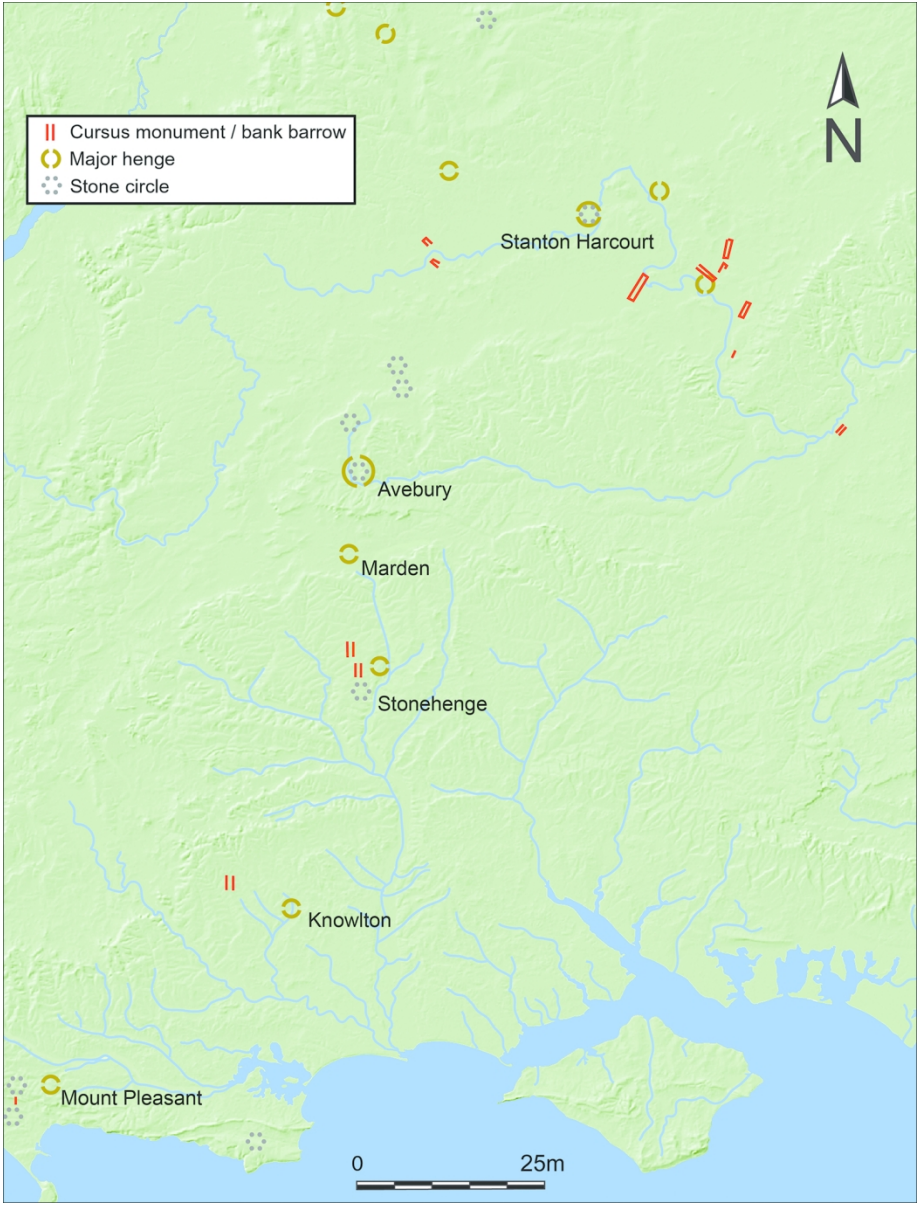 N
Cursus monument / bank barrow
Major henge
Stone circle
Stanton Harcourt
Avebury
Marden
Stonehenge
Knowlton
Mount Pleasant
0 25m